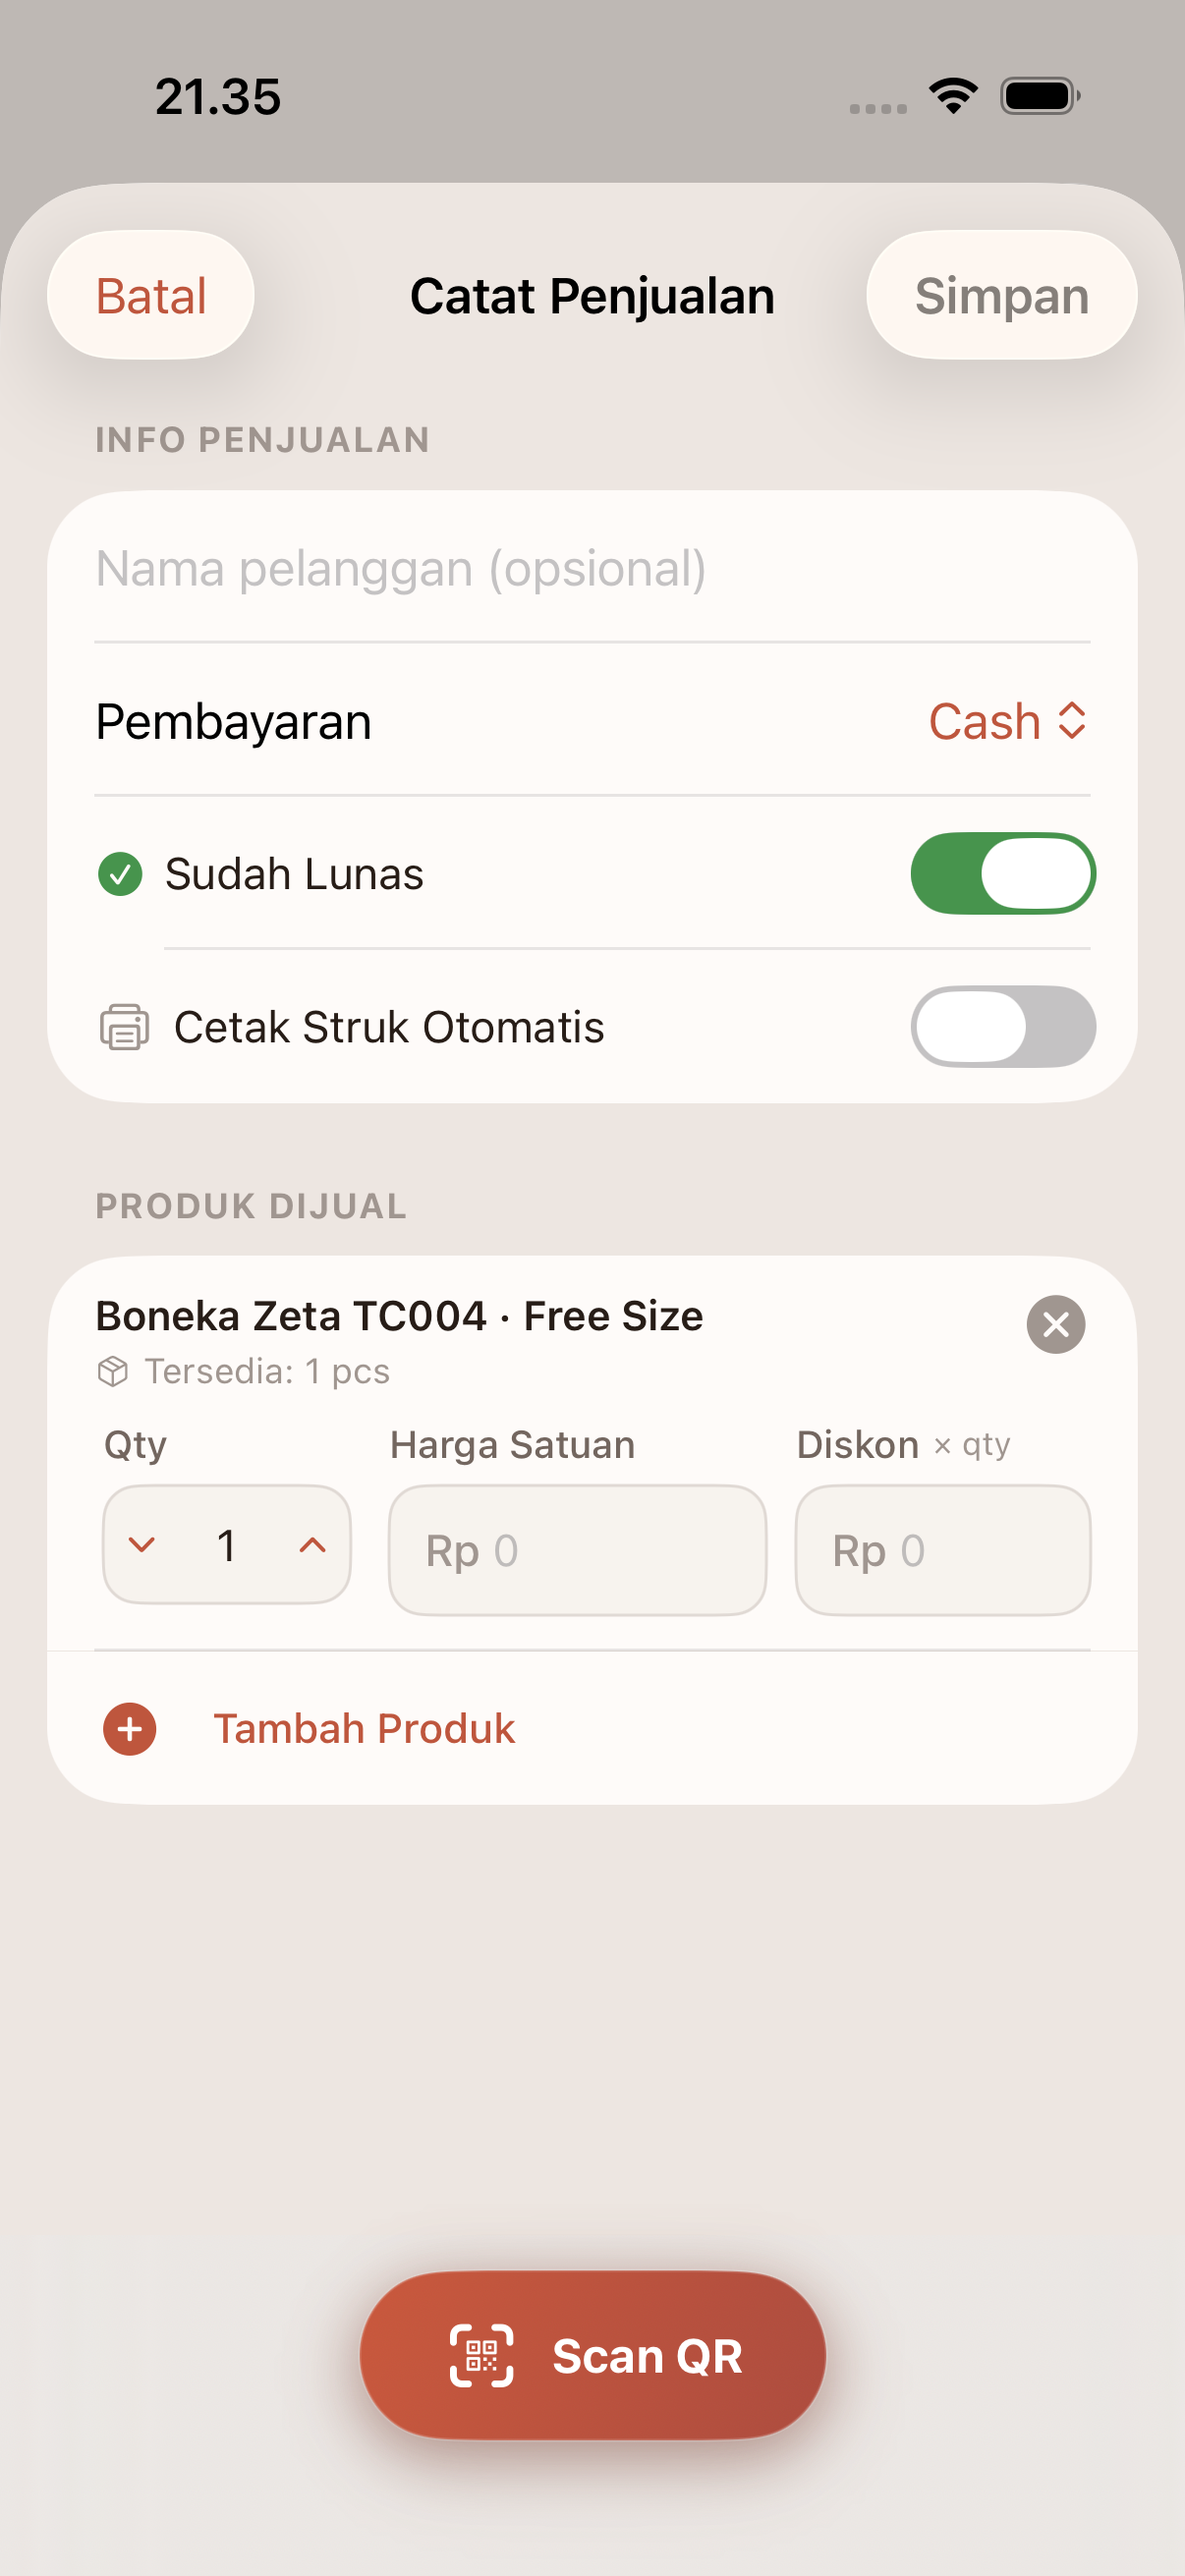 21.35
Batal Catat Penjualan Simpan
INFO PENJUALAN
Nama pelanggan (opsional)
Pembayaran Cash
Sudah Lunas
Cetak Struk Otomatis
PRODUK DIJUAL
Boneka Zeta TC004 · Free Size
Tersedia: 1 pcs
Qty Harga Satuan Diskon × qty
1 Rp 0 Rp 0
Tambah Produk
Scan QR